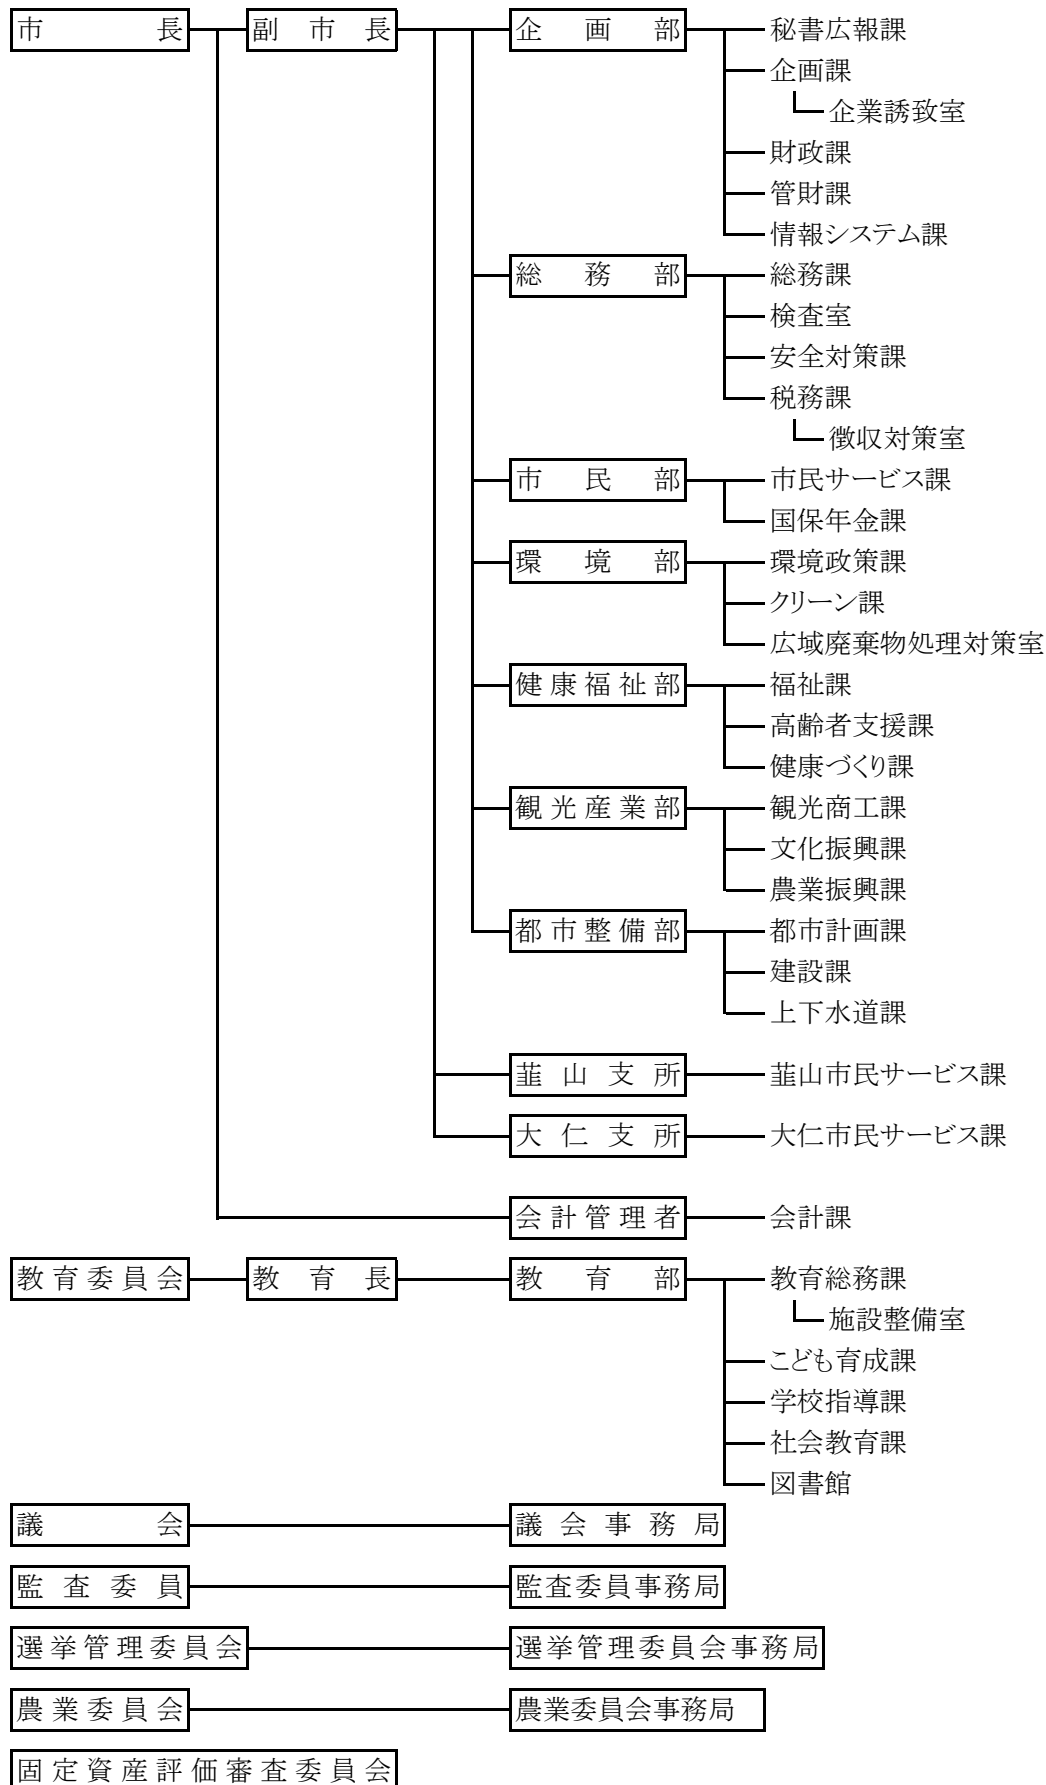 市長 副市長 企画部 秘書広報課
企画課
企業誘致室
財政課
管財課
情報システム課
総務部 総務課
検査室
安全対策課
税務課
徴収対策室
市民部 市民サービス課
国保年金課
環境部 環境政策課
クリーン課
広域廃棄物処理対策室
健康福祉部 福祉課
高齢者支援課
健康づくり課
観光産業部 観光商工課
文化振興課
農業振興課
都市整備部 都市計画課
建設課
上下水道課
韮山支所 韮山市民サービス課
大仁支所 大仁市民サービス課
会計管理者 会計課
教育委員会 教育長 教育部 教育総務課
施設整備室
こども育成課
学校指導課
社会教育課
図書館
議会 議会事務局
監査委員 監査委員事務局
選挙管理委員会 選挙管理委員会事務局
農業委員会 農業委員会事務局
固定資産評価審査委員会